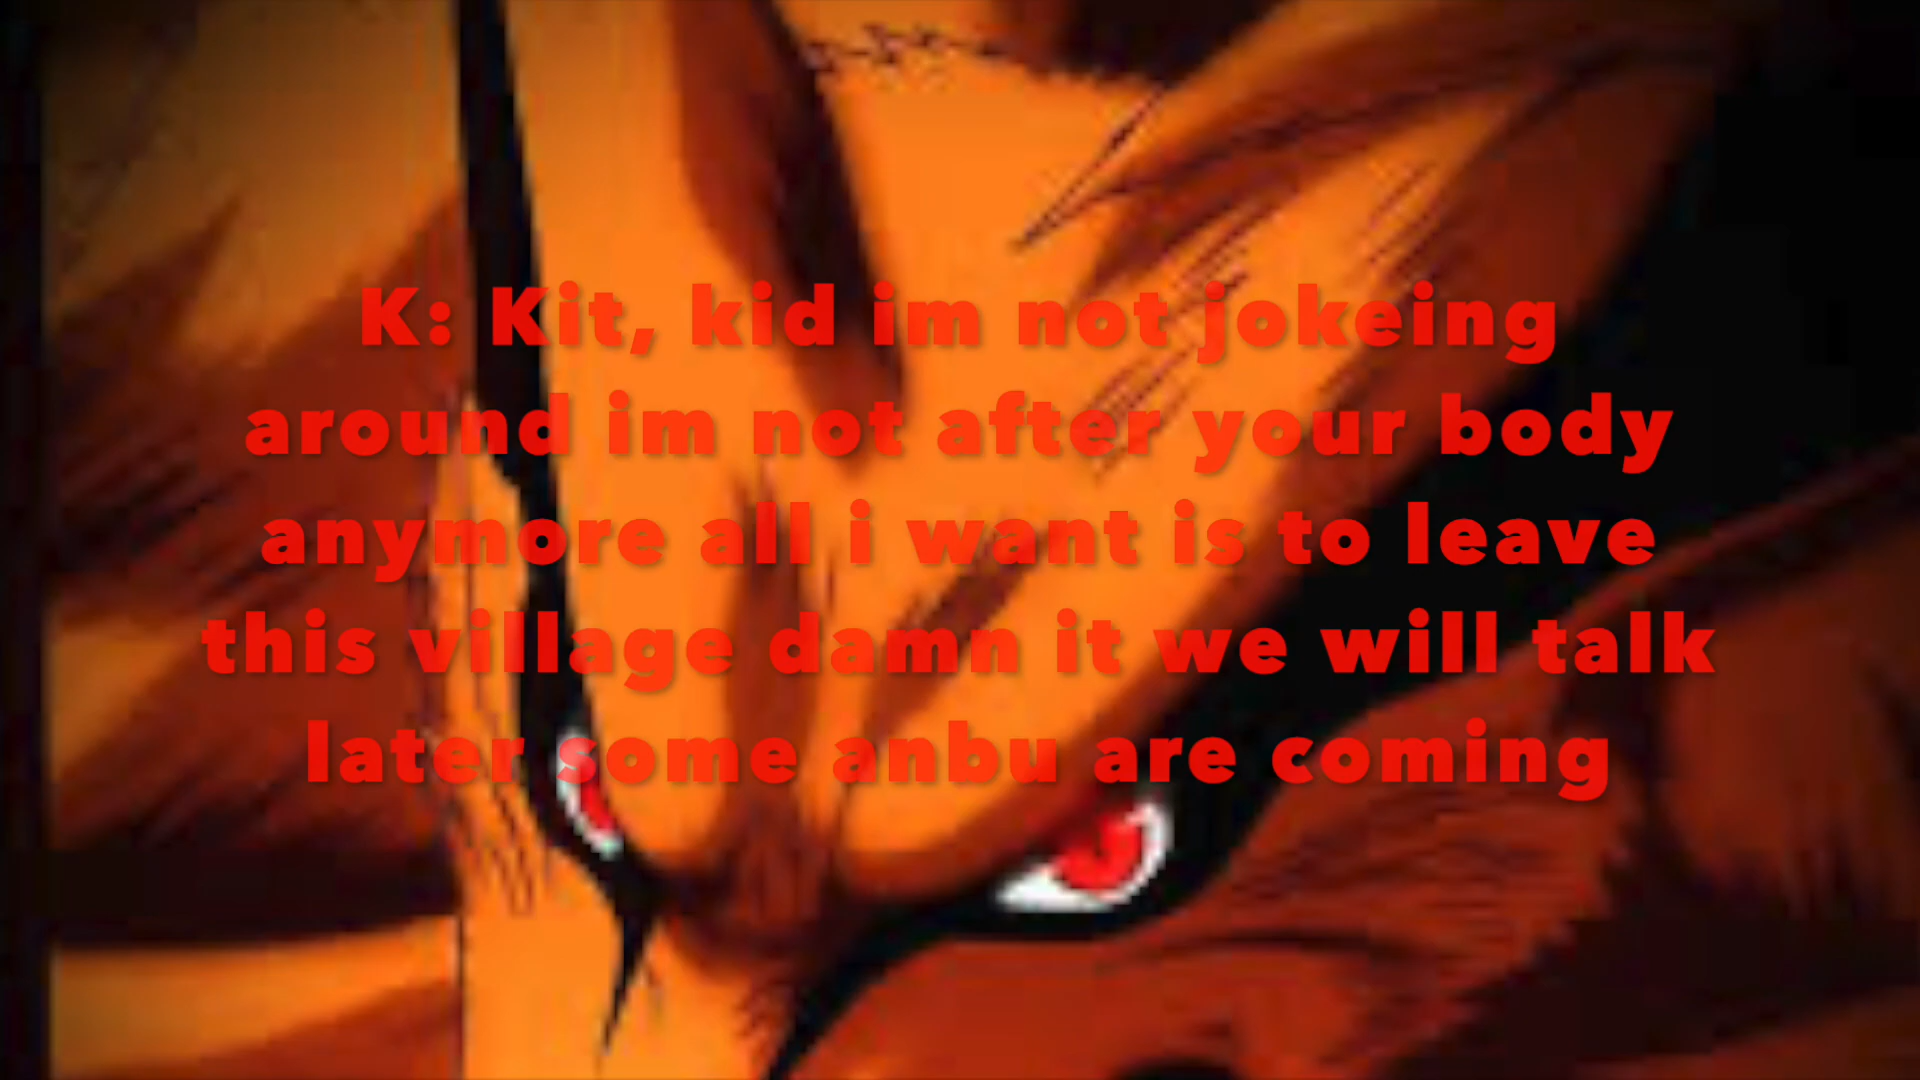 K: Kit, kid im not jokeing
around im not after your body
anymore all i want is to leave
this village damn it we will talk
later some anbu are coming